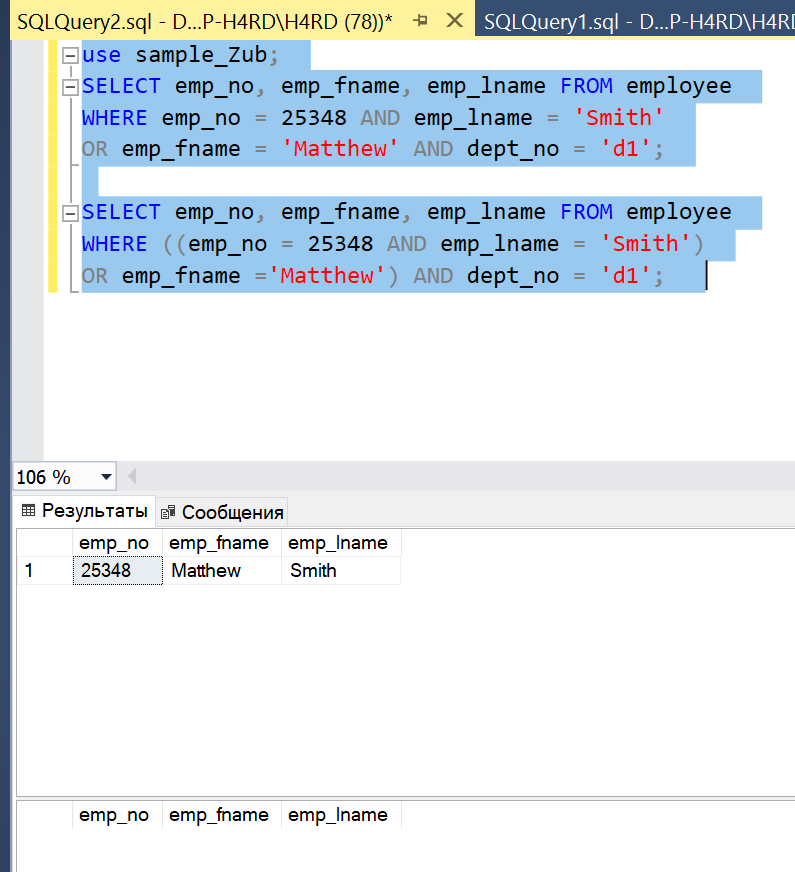 SQLQuery2.sql - D...P-H4RD\H4RD (78))* SQLQuery1.sql - D...P-H4RD\H4RD
use sample_Zub;
SELECT emp_no, emp_fname, emp_lname FROM employee
WHERE emp_no = 25348 AND emp_lname = 'Smith'
OR emp_fname = 'Matthew' AND dept_no = 'd1';
SELECT emp_no, emp_fname, emp_lname FROM employee
WHERE ((emp_no = 25348 AND emp_lname = 'Smith')
OR emp_fname ='Matthew') AND dept_no = 'd1';
106 %
Результаты Сообщения
emp_no emp_fname emp_lname
1 25348 Matthew Smith
emp_no emp_fname emp_lname